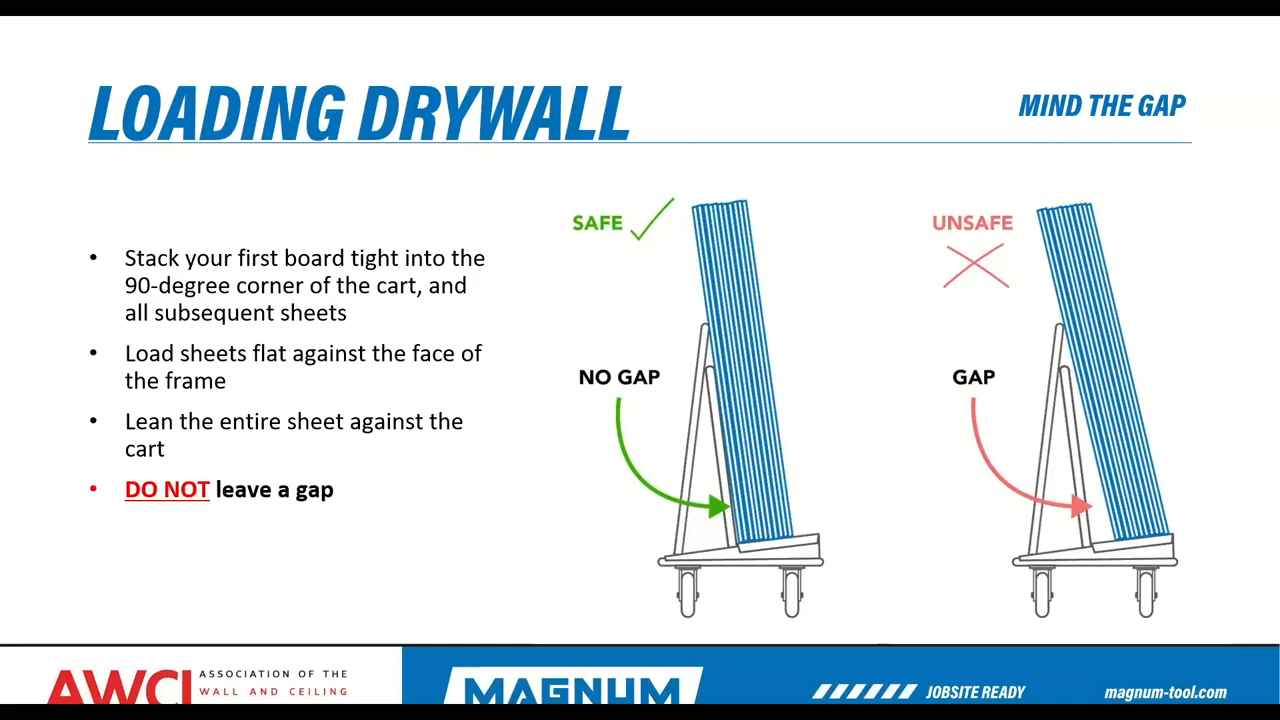 LOADING DRYWALL
MIND THE GAP
• Stack your first board tight into the
90-degree corner of the cart, and
all subsequent sheets
• Load sheets flat against the face of
the frame
• Lean the entire sheet against the
cart
• DO NOT leave a gap
SAFE
NO GAP
UNSAFE
GAP
AWCI
ASSOCIATION OF THE
WALL AND CEILING
MAGNUM
JOBSITE READY
magnum-tool.com